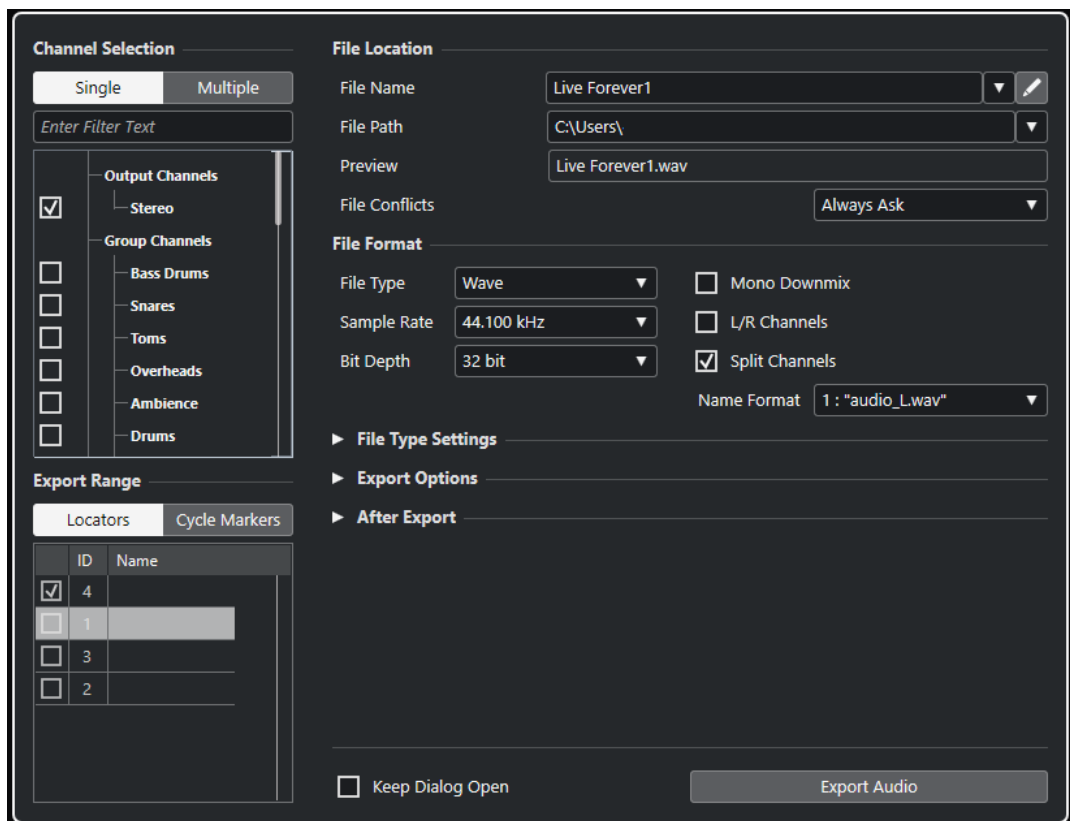 Channel Selection
Single Multiple
Enter Filter Text
Output Channels
Stereo
Group Channels
Bass Drums
Snares
Toms
Overheads
Ambience
Drums
Export Range
Locators Cycle Markers
ID Name
4
1
3
2
File Location
File Name Live Forever1
File Path C:\Users\
Preview Live Forever1.wav
File Conflicts Always Ask
File Format
File Type Wave Mono Downmix
Sample Rate 44.100 kHz L/R Channels
Bit Depth 32 bit Split Channels
Name Format 1 : "audio_L.wav"
File Type Settings
Export Options
After Export
Keep Dialog Open Export Audio